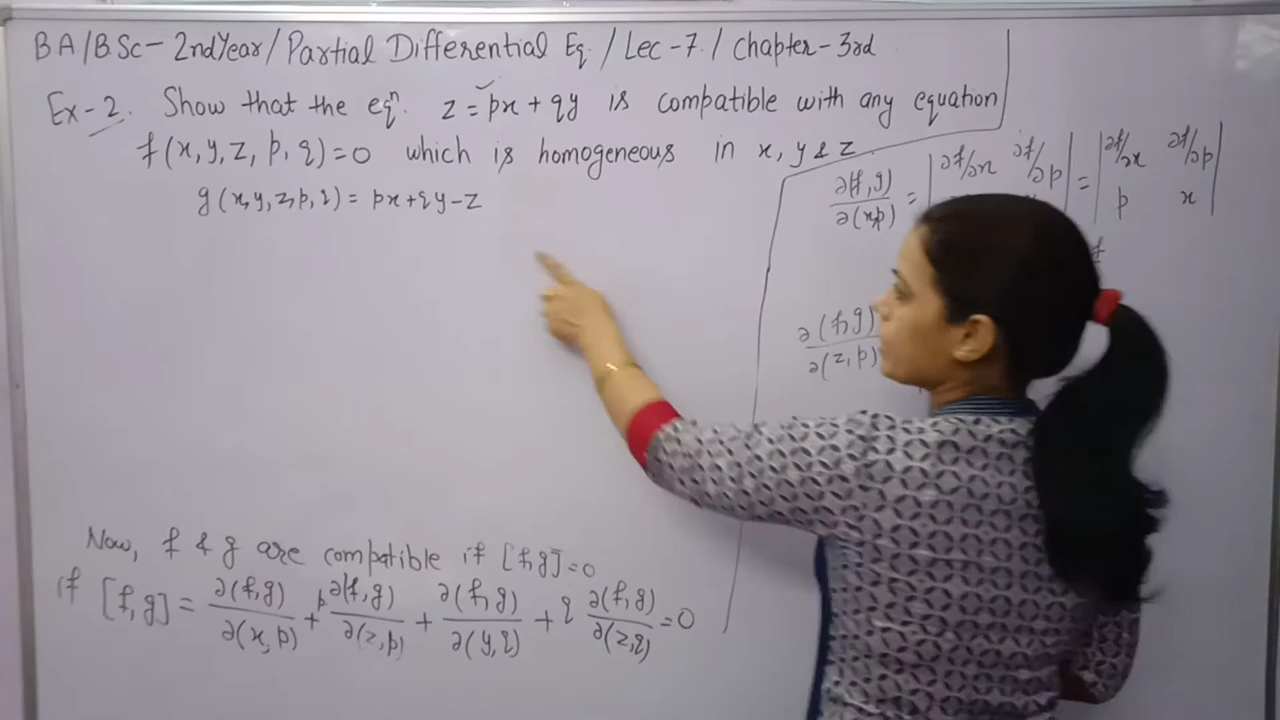 BA/BSc- 2ndYear/Partial Differential Eq. / Lec-7 / Chapter-3rd
Ex-2. Show that the eqⁿ. z = px + qy is compatible with any equation
f(x, y, z, p, q) = 0 which is homogeneous in x, y & z
g(x,y,z,p,q) = px+qy-z
∂(f,g)/∂(x,p) = | ∂f/∂x ∂f/∂p | = | ∂f/∂x ∂f/∂p |
p x
∂(f,g)/∂(z,p)
Now, f & g are compatible if [f,g]=0
if [f,g] = ∂(f,g)/∂(x,p) + p ∂(f,g)/∂(z,p) + ∂(f,g)/∂(y,q) + q ∂(f,g)/∂(z,q) = 0